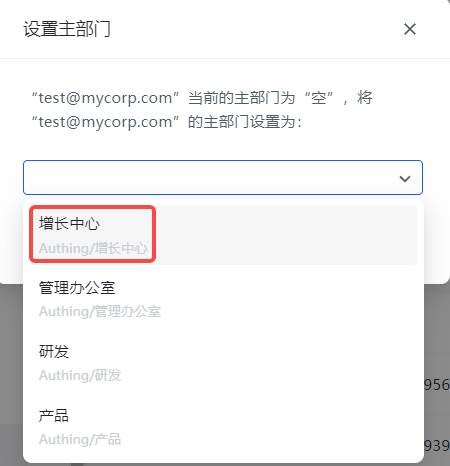 设置主部门
“test@mycorp.com”当前的主部门为“空”，将
“test@mycorp.com”的主部门设置为：
增长中心
Authing/增长中心
管理办公室
Authing/管理办公室
研发
Authing/研发
956
产品
Authing/产品
939